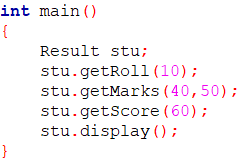 int main()
{
    Result stu;
    stu.getRoll(10);
    stu.getMarks(40,50);
    stu.getScore(60);
    stu.display();
}